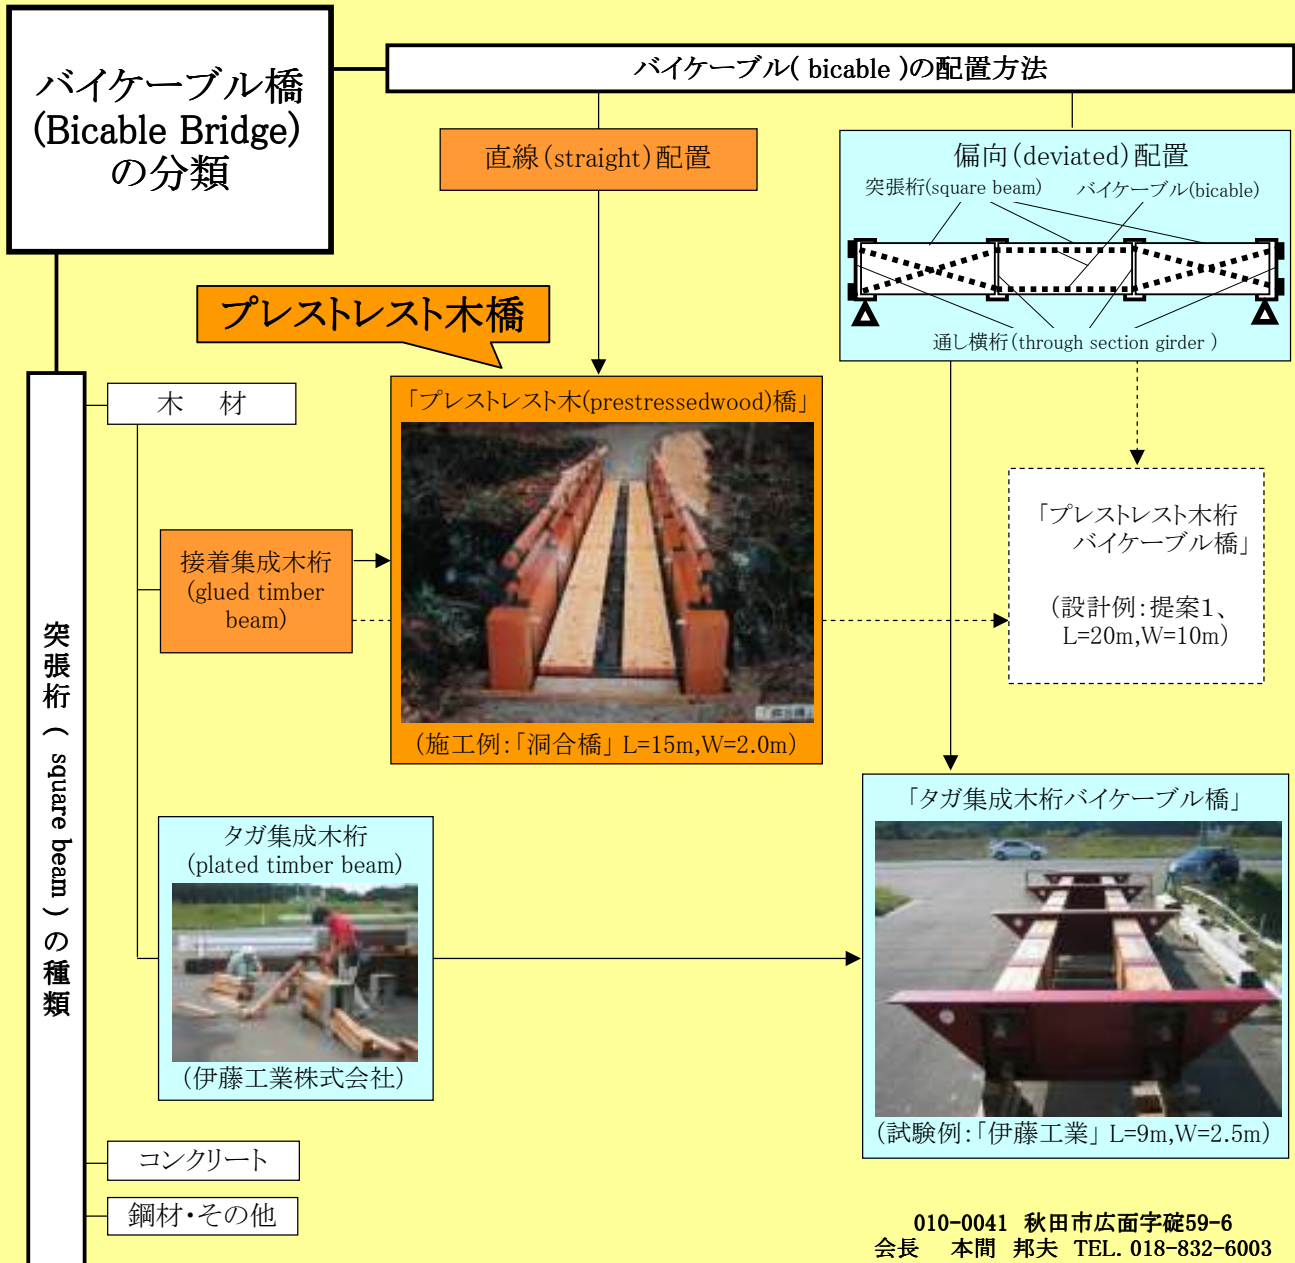 バイケーブル橋
(Bicable Bridge)
の分類
バイケーブル( bicable )の配置方法
直線(straight)配置
偏向(deviated)配置
突張桁(square beam)
バイケーブル(bicable)
通し横桁(through section girder )
プレストレスト木橋
突張桁( square beam )の種類
木 材
「プレストレスト木(prestressedwood)橋」
(施工例:「洞合橋」 L=15m,W=2.0m)
接着集成木桁
(glued timber
beam)
「プレストレスト木桁
バイケーブル橋」
(設計例:提案1、
L=20m,W=10m)
タガ集成木桁
(plated timber beam)
(伊藤工業株式会社)
「タガ集成木桁バイケーブル橋」
(試験例:「伊藤工業」 L=9m,W=2.5m)
コンクリート
鋼材・その他
010-0041 秋田市広面字碇59-6
会長 本間 邦夫 TEL. 018-832-6003